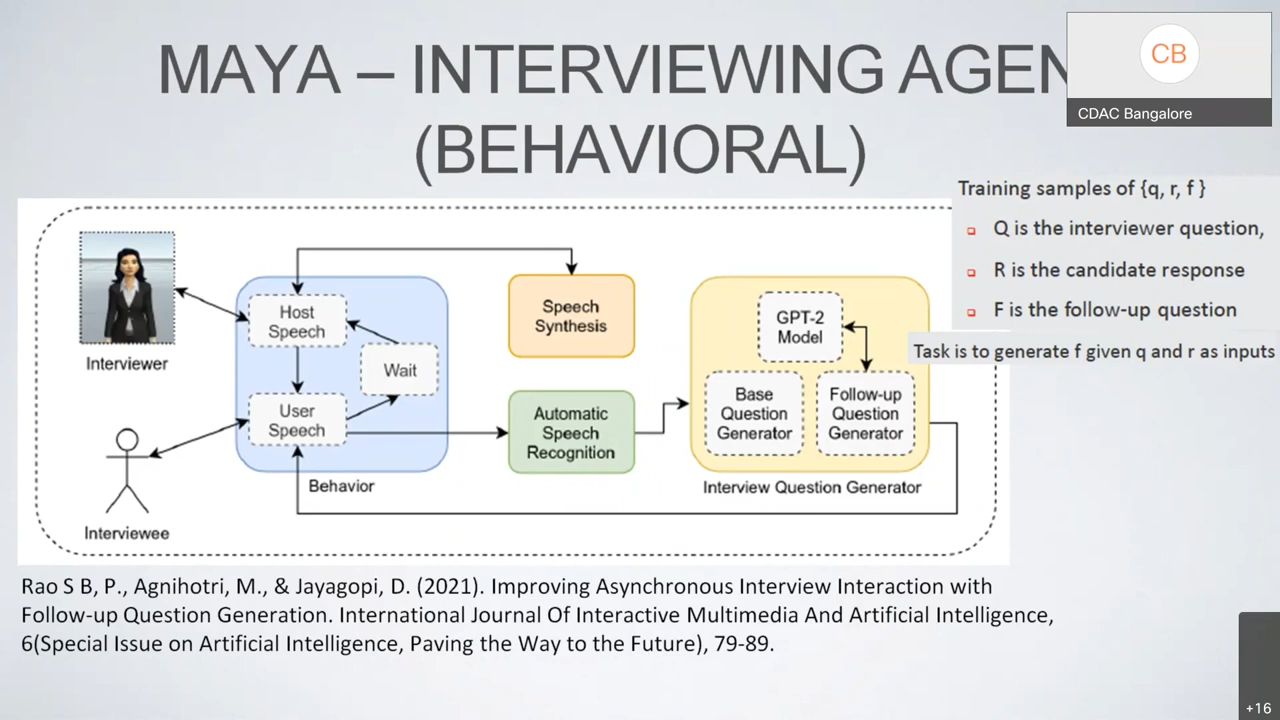 MAYA – INTERVIEWING AGEN
(BEHAVIORAL)
CB
CDAC Bangalore
Training samples of {q, r, f }
Q is the interviewer question,
R is the candidate response
F is the follow-up question
Task is to generate f given q and r as inputs
Interviewer
Interviewee
Host
Speech
Wait
User
Speech
Behavior
Speech
Synthesis
Automatic
Speech
Recognition
GPT-2
Model
Base
Question
Generator
Follow-up
Question
Generator
Interview Question Generator
Rao S B, P., Agnihotri, M., & Jayagopi, D. (2021). Improving Asynchronous Interview Interaction with
Follow-up Question Generation. International Journal Of Interactive Multimedia And Artificial Intelligence,
6(Special Issue on Artificial Intelligence, Paving the Way to the Future), 79-89.
+16